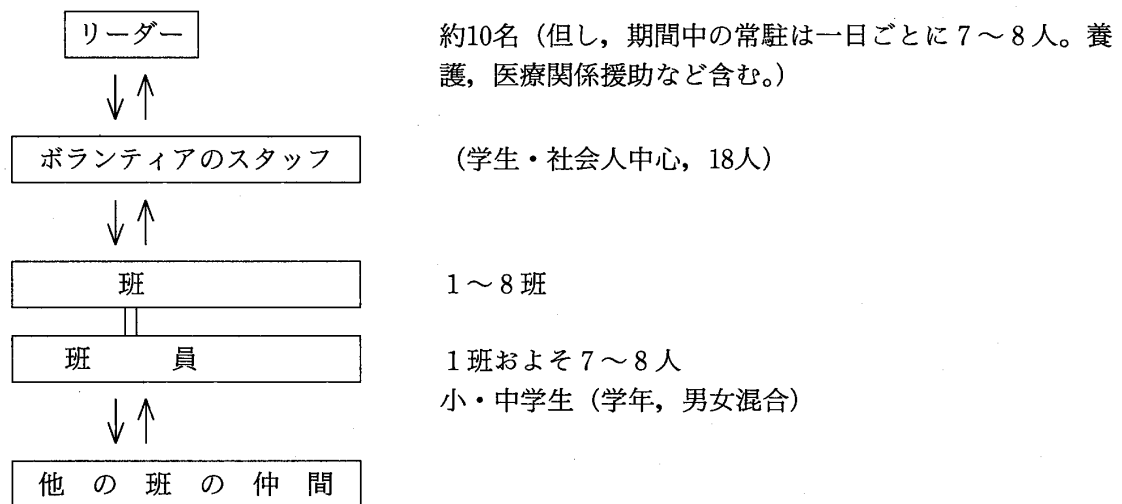 リーダー
約10名（但し，期間中の常駐は一日ごとに7～8人。養
護，医療関係援助など含む。）
ボランティアのスタッフ
（学生・社会人中心，18人）
班
1～8班
班員
1班およそ7～8人
小・中学生（学年，男女混合）
他の班の仲間